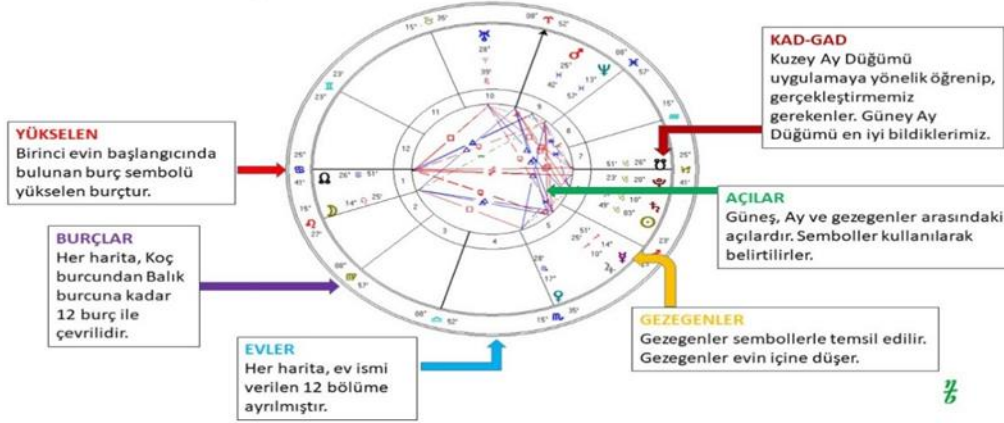 YÜKSELEN
Birinci evin başlangıcında
bulunan burç sembolü
yükselen burçtur.
BURÇLAR
Her harita, Koç
burcundan Balık
burcuna kadar
12 burç ile
çevrilidir.
EVLER
Her harita, ev ismi
verilen 12 bölüme
ayrılmıştır.
KAD-GAD
Kuzey Ay Düğümü
uygulamaya yönelik öğrenip,
gerçekleştirmemiz
gerekenler. Güney Ay
Düğümü en iyi bildiklerimiz.
AÇILAR
Güneş, Ay ve gezegenler arasındaki
açılardır. Semboller kullanılarak
belirtilirler.
GEZEGENLER
Gezegenler sembollerle temsil edilir.
Gezegenler evin içine düşer.